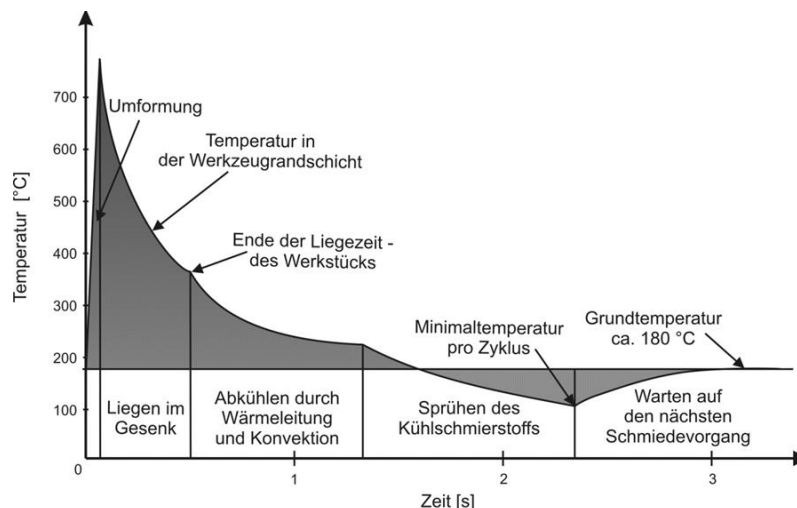 Temperatur [°C]
700
600
500
400
300
200
100
0
Umformung
Temperatur in
der Werkzeugrandschicht
Ende der Liegezeit -
des Werkstücks
Minimaltemperatur
pro Zyklus
Grundtemperatur
ca. 180 °C
Liegen im
Gesenk
Abkühlen durch
Wärmeleitung
und Konvektion
Sprühen des
Kühlschmierstoffs
Warten auf
den nächsten
Schmiedevorgang
1
2
3
Zeit [s]